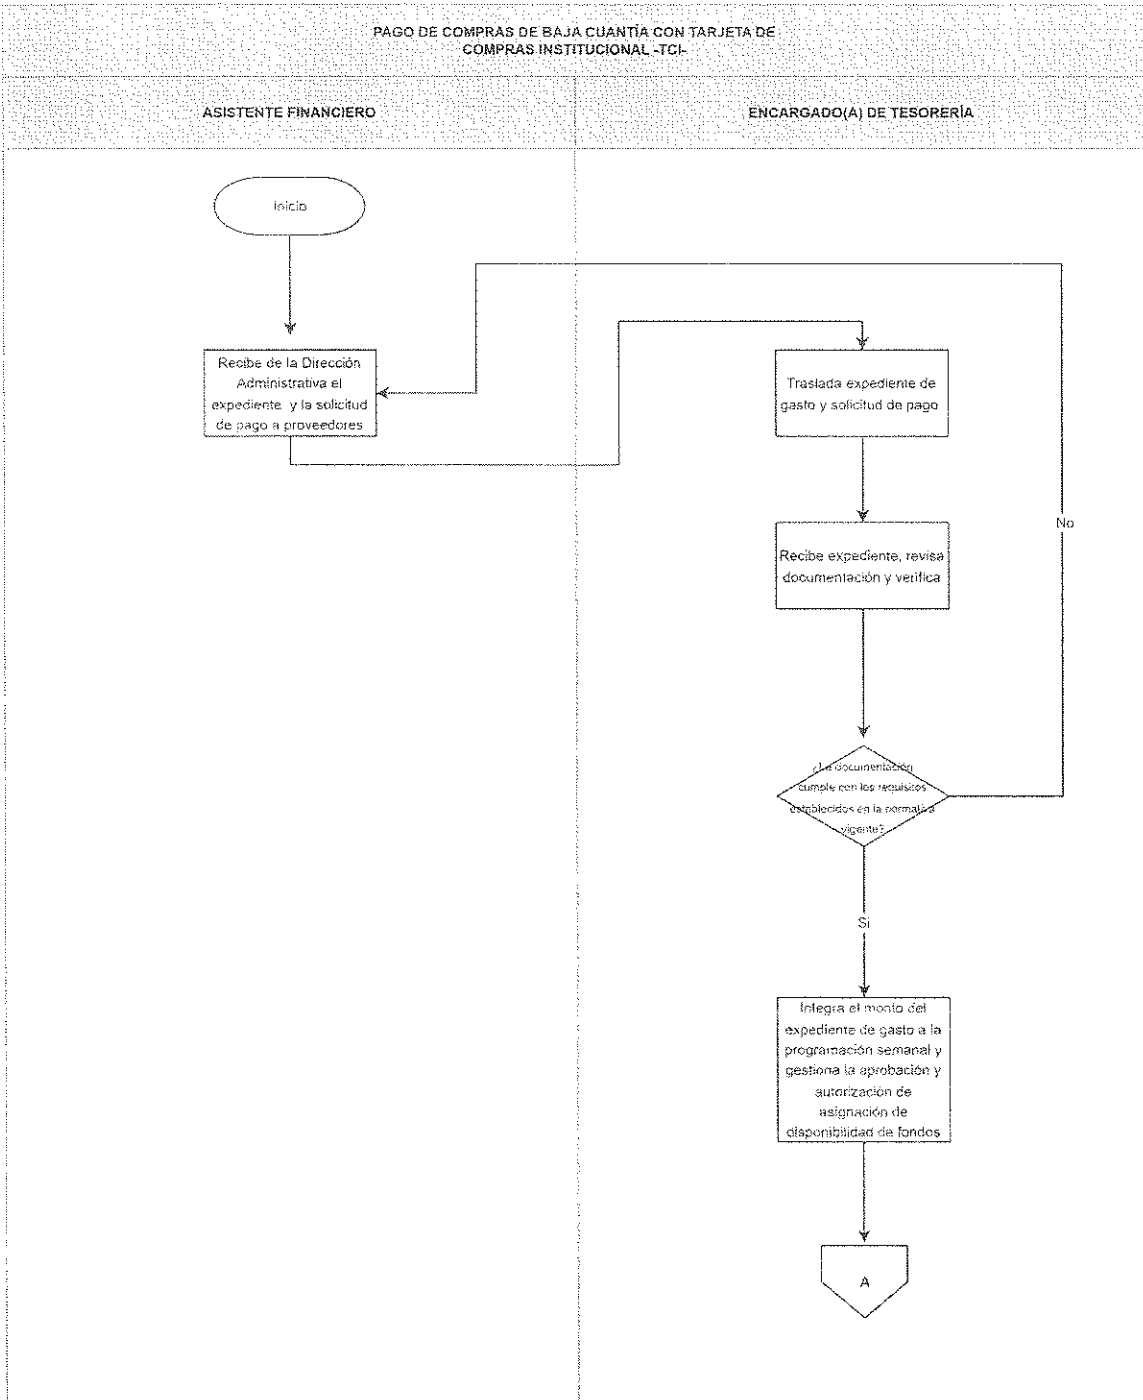 PAGO DE COMPRAS DE BAJA CUANTÍA CON TARJETA DE
COMPRAS INSTITUCIONAL -TCI-
ASISTENTE FINANCIERO
ENCARGADO(A) DE TESORERÍA
Inicio
Recibe de la Dirección
Administrativa el
expediente y la solicitud
de pago a proveedores
Traslada expediente de
gasto y solicitud de pago
Recibe expediente, revisa
documentación y verifica
No
¿La documentación
cumple con los requisitos
establecidos en la normativa
vigente?
Si
Integra el monto del
expediente de gasto a la
programación semanal y
gestiona la aprobación y
autorización de
asignación de
disponibilidad de fondos
A